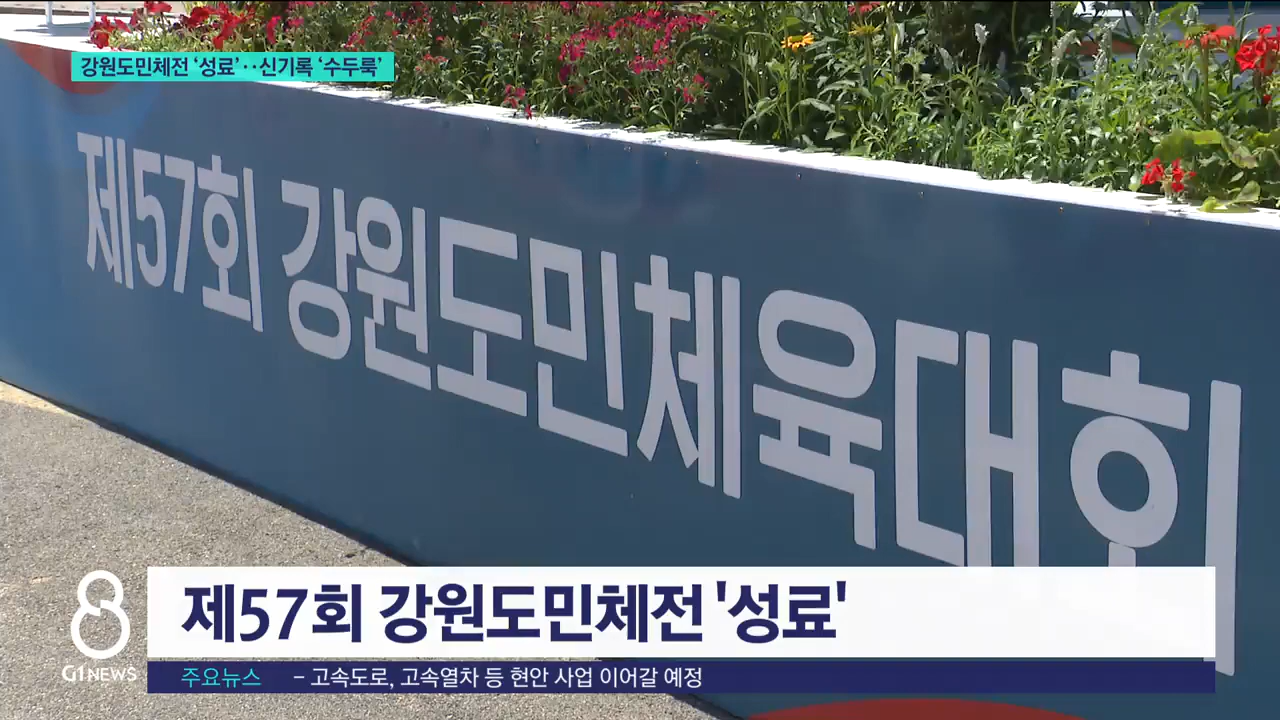 강원도민체전 ‘성료’··신기록 ‘수두룩’
제57회 강원도민체육대회
제57회 강원도민체전 '성료'
8
G1NEWS
주요뉴스 - 고속도로, 고속열차 등 현안 사업 이어갈 예정